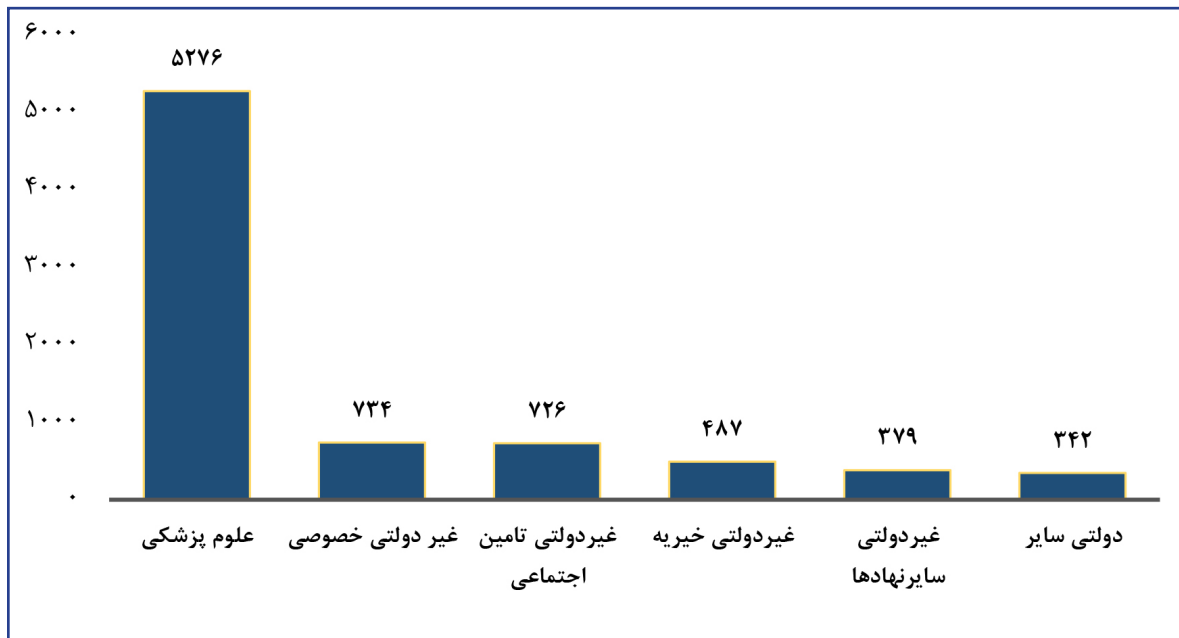 ۶۰۰۰
۵۰۰۰
۴۰۰۰
۳۰۰۰
۲۰۰۰
۱۰۰۰
۰
۵۲۷۶
۷۳۴
۷۲۶
۴۸۷
۳۷۹
۳۴۲
علوم پزشکی
غیر دولتی خصوصی
غیردولتی تامین
اجتماعی
غیردولتی خیریه
غیردولتی
سایرنهادها
دولتی سایر